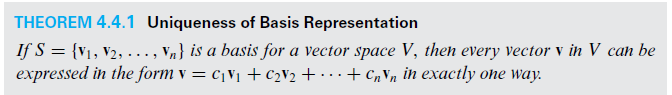 THEOREM 4.4.1 Uniqueness of Basis Representation
If S = {v₁, v₂, . . . , vₙ} is a basis for a vector space V, then every vector v in V can be
expressed in the form v = c₁v₁ + c₂v₂ + · · · + cₙvₙ in exactly one way.